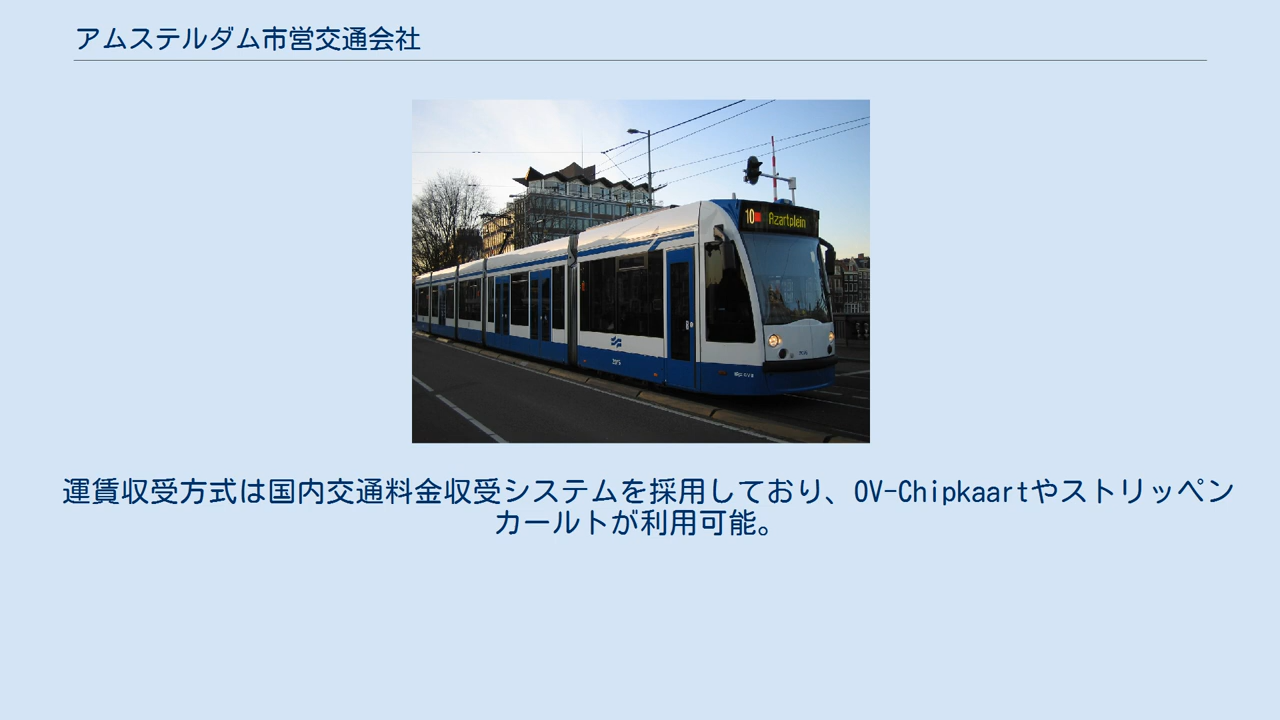 アムステルダム市営交通会社
10 Azartplein
運賃収受方式は国内交通料金収受システムを採用しており、OV-Chipkaartやストリッペン
カールトが利用可能。